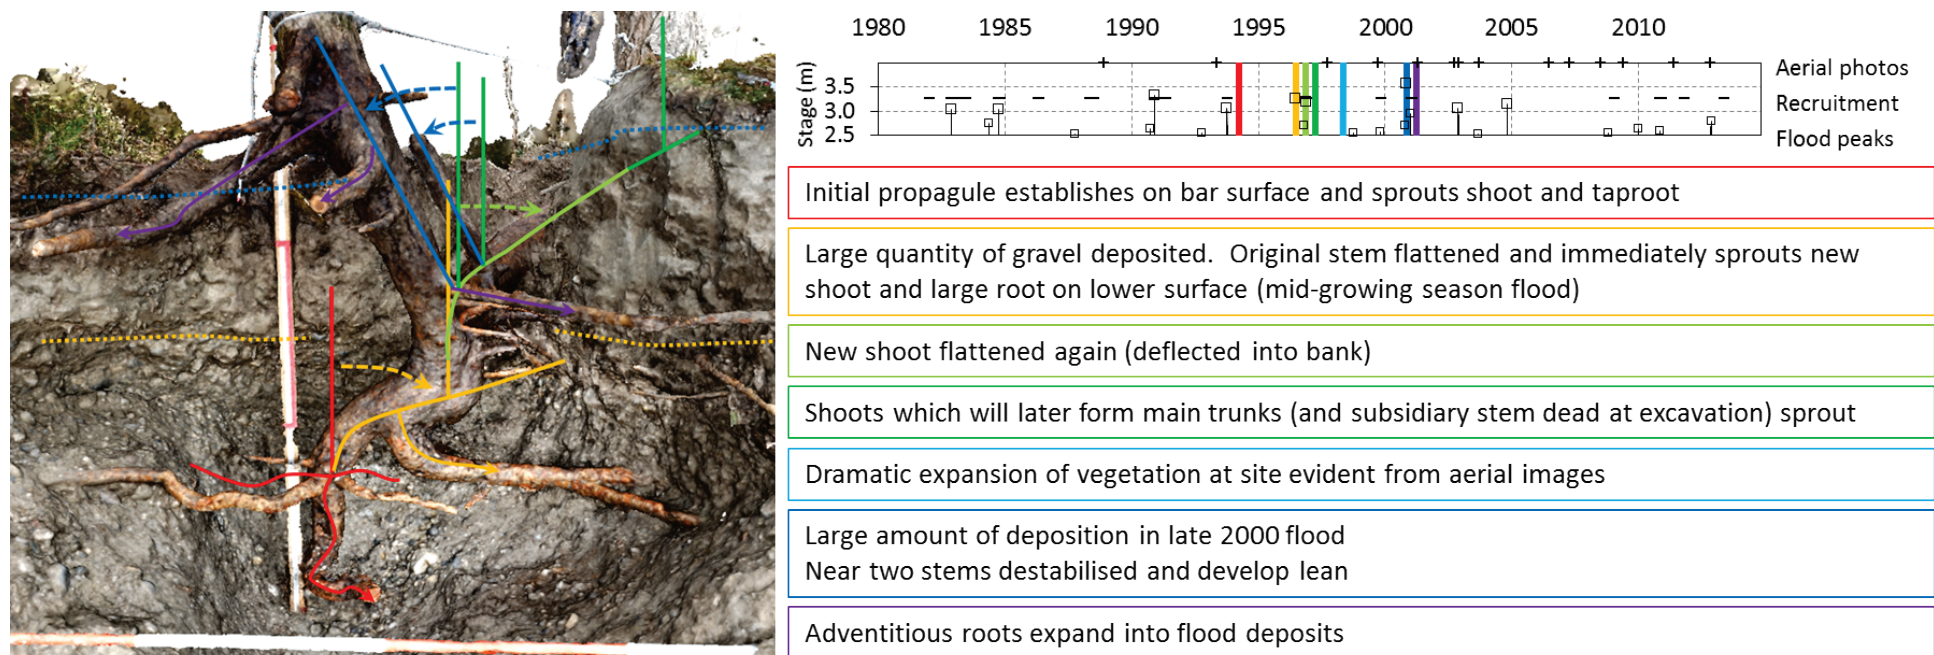 1980 1985 1990 1995 2000 2005 2010
Stage (m)
3.5
3.0
2.5
Aerial photos
Recruitment
Flood peaks
Initial propagule establishes on bar surface and sprouts shoot and taproot
Large quantity of gravel deposited. Original stem flattened and immediately sprouts new
shoot and large root on lower surface (mid-growing season flood)
New shoot flattened again (deflected into bank)
Shoots which will later form main trunks (and subsidiary stem dead at excavation) sprout
Dramatic expansion of vegetation at site evident from aerial images
Large amount of deposition in late 2000 flood
Near two stems destabilised and develop lean
Adventitious roots expand into flood deposits